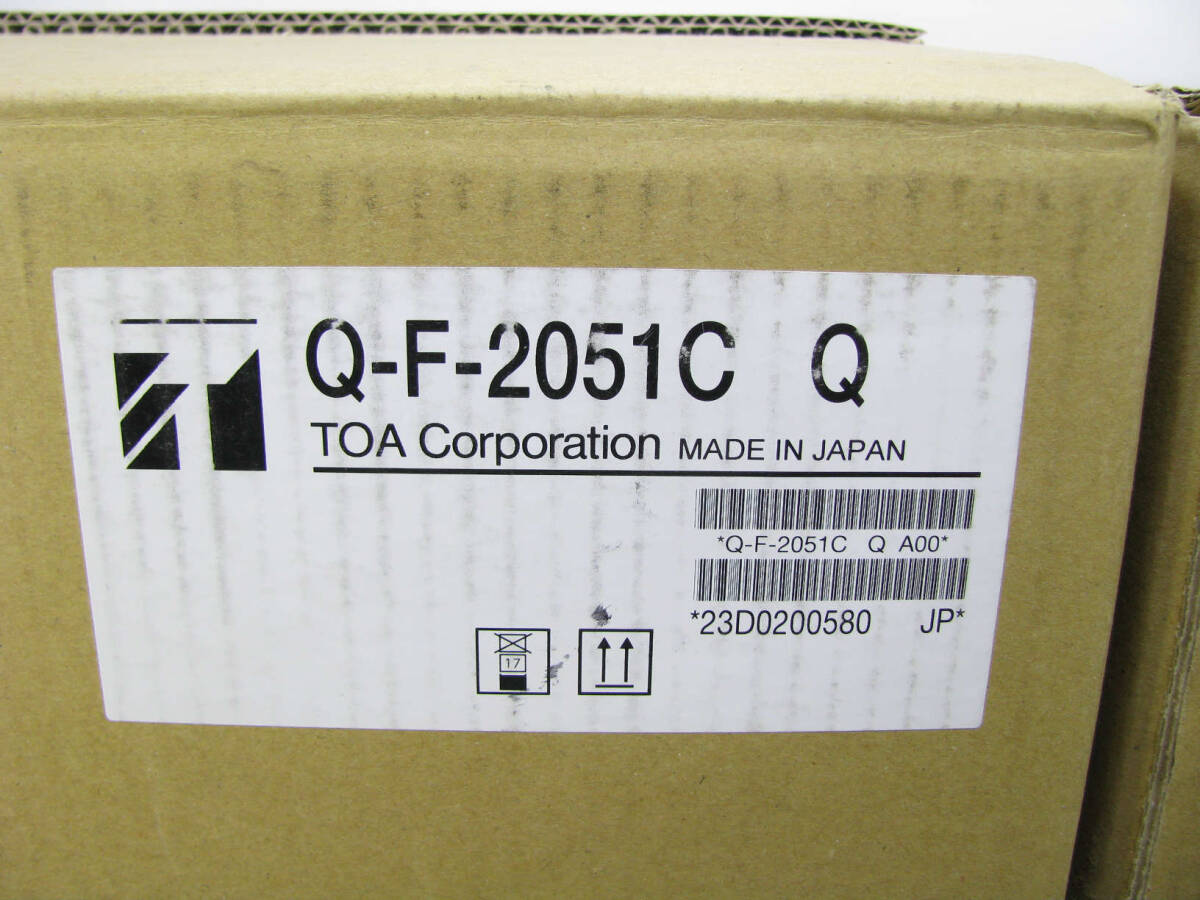 Q-F-2051C Q
TOA Corporation MADE IN JAPAN
*Q-F-2051C Q A00*
*23D0200580 JP*
17